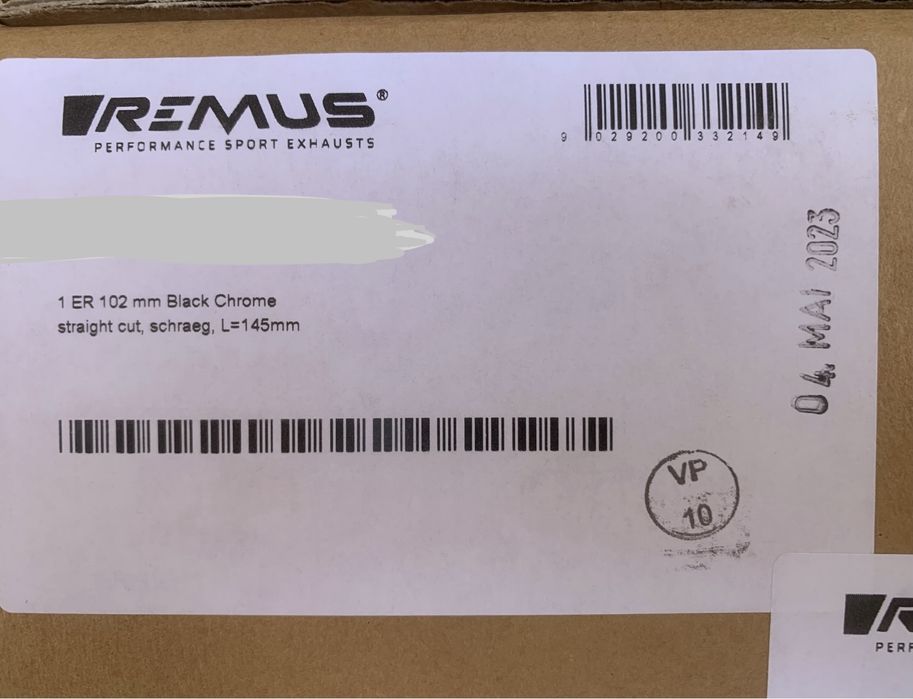 REMUS®
PERFORMANCE SPORT EXHAUSTS
9 029200 332149
1 ER 102 mm Black Chrome
straight cut, schraeg, L=145mm
04. MAI 2023
VP
10
R
PERF